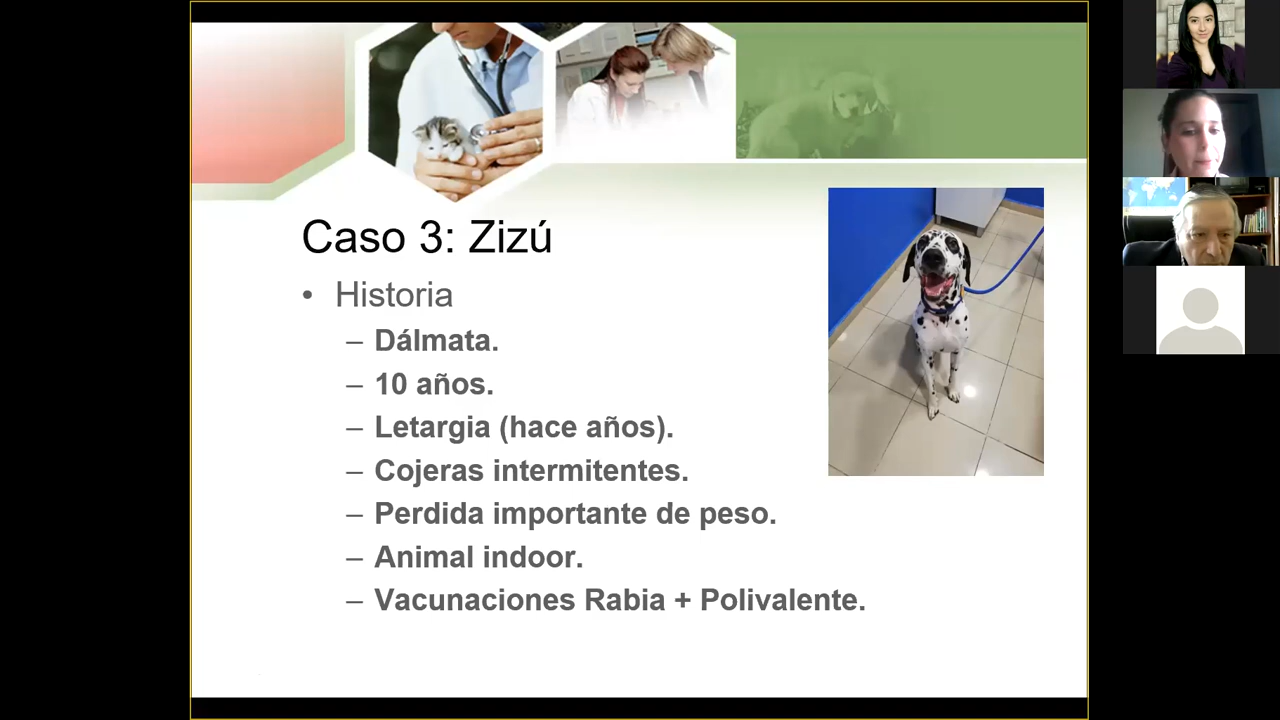 Caso 3: Zizú
• Historia
– Dálmata.
– 10 años.
– Letargia (hace años).
– Cojeras intermitentes.
– Perdida importante de peso.
– Animal indoor.
– Vacunaciones Rabia + Polivalente.